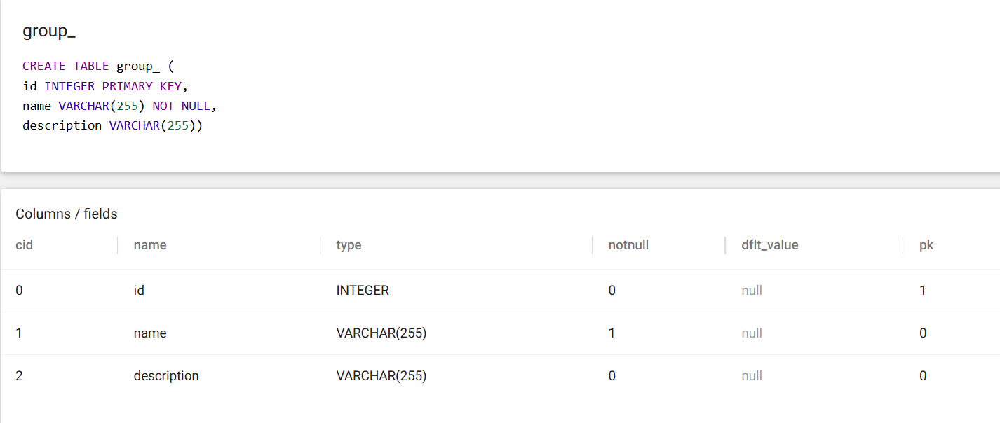 group_
CREATE TABLE group_ (
id INTEGER PRIMARY KEY,
name VARCHAR(255) NOT NULL,
description VARCHAR(255))
Columns / fields
cid name type notnull dflt_value pk
0 id INTEGER 0 null 1
1 name VARCHAR(255) 1 null 0
2 description VARCHAR(255) 0 null 0